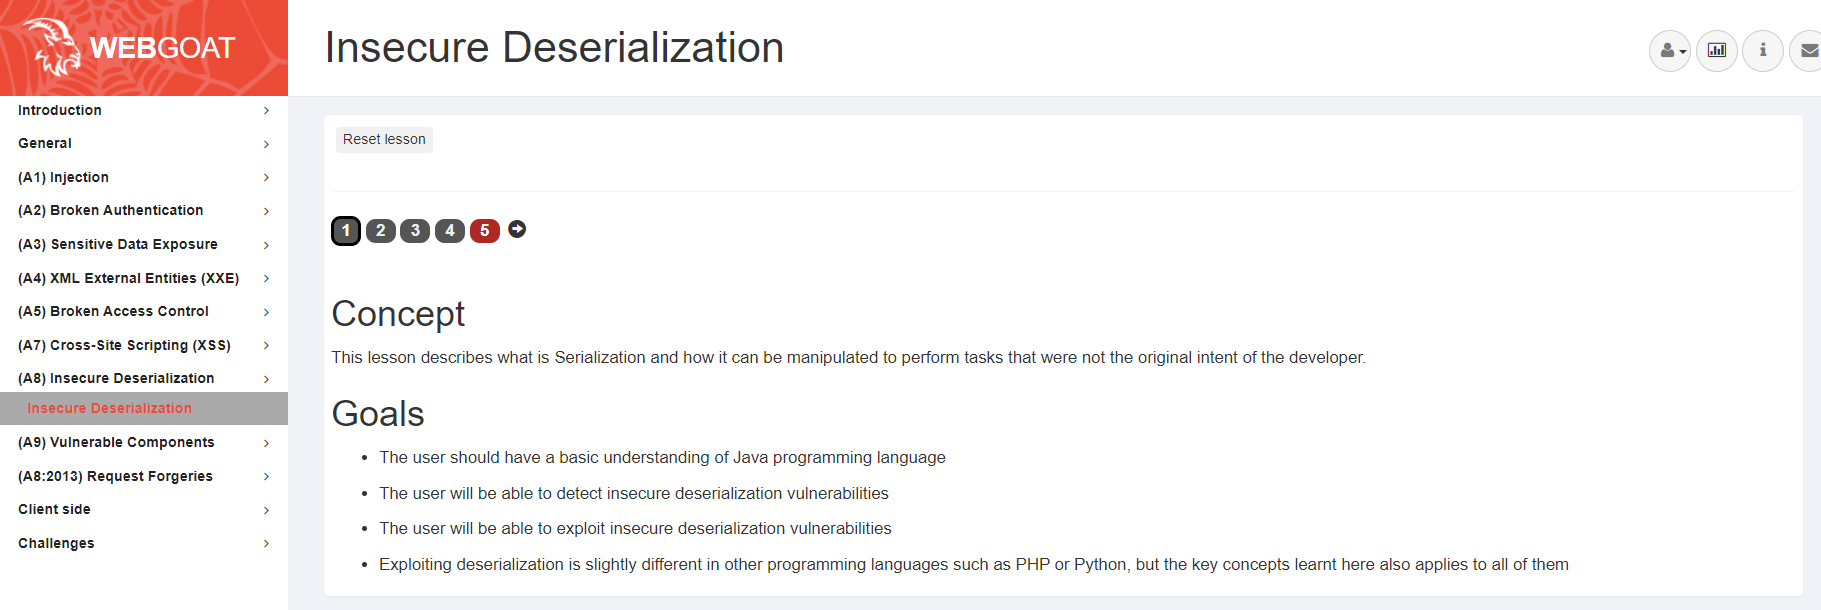 WEBGOAT
Insecure Deserialization
Introduction
General
(A1) Injection
(A2) Broken Authentication
(A3) Sensitive Data Exposure
(A4) XML External Entities (XXE)
(A5) Broken Access Control
(A7) Cross-Site Scripting (XSS)
(A8) Insecure Deserialization
Insecure Deserialization
(A9) Vulnerable Components
(A8:2013) Request Forgeries
Client side
Challenges
Reset lesson
1 2 3 4 5
Concept
This lesson describes what is Serialization and how it can be manipulated to perform tasks that were not the original intent of the developer.
Goals
• The user should have a basic understanding of Java programming language
• The user will be able to detect insecure deserialization vulnerabilities
• The user will be able to exploit insecure deserialization vulnerabilities
• Exploiting deserialization is slightly different in other programming languages such as PHP or Python, but the key concepts learnt here also applies to all of them